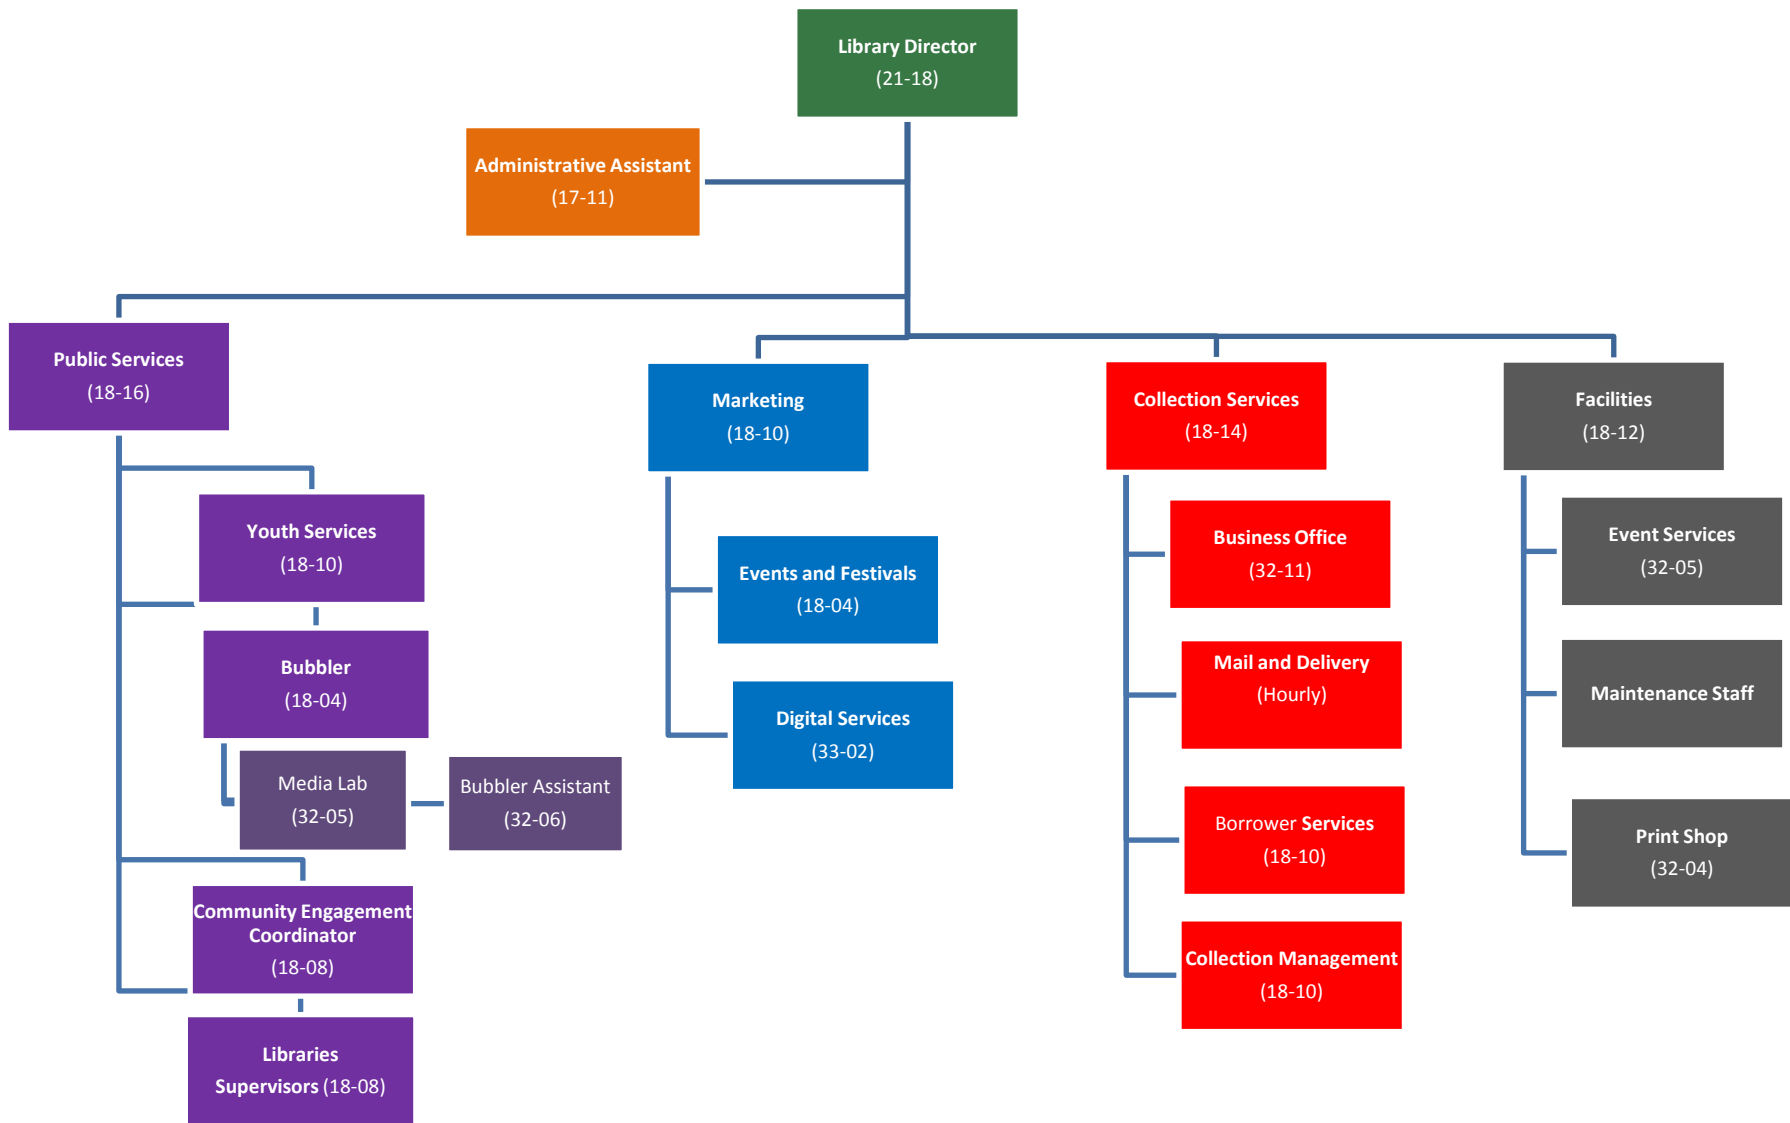 Library Director
(21-18)
Administrative Assistant
(17-11)
Public Services
(18-16)
Youth Services
(18-10)
Bubbler
(18-04)
Media Lab
(32-05)
Bubbler Assistant
(32-06)
Community Engagement
Coordinator
(18-08)
Libraries
Supervisors (18-08)
Marketing
(18-10)
Events and Festivals
(18-04)
Digital Services
(33-02)
Collection Services
(18-14)
Business Office
(32-11)
Mail and Delivery
(Hourly)
Borrower Services
(18-10)
Collection Management
(18-10)
Facilities
(18-12)
Event Services
(32-05)
Maintenance Staff
Print Shop
(32-04)